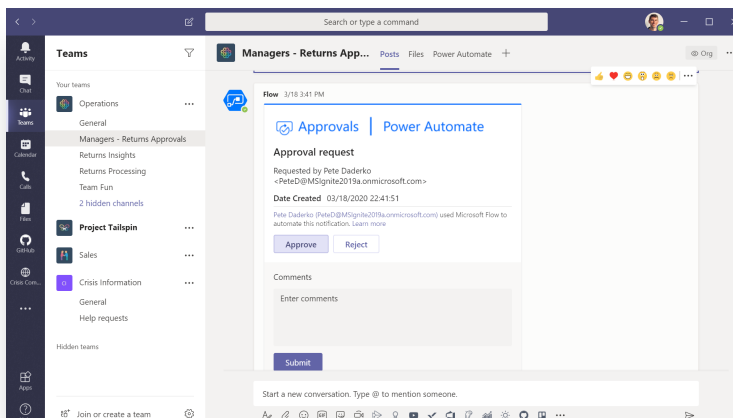 Search or type a command
Activity
Chat
Teams
Calendar
Calls
Files
GitHub
Crisis Com...
Apps
Teams
Your teams
Operations
General
Managers - Returns Approvals
Returns Insights
Returns Processing
Team Fun
2 hidden channels
Project Tailspin
Sales
Crisis Information
General
Help requests
Hidden teams
Join or create a team
Managers - Returns App... Posts Files Power Automate
Org
Flow 3/18 3:41 PM
Approvals | Power Automate
Approval request
Requested by Pete Daderko
<PeteD@MSIgnite2019a.onmicrosoft.com>
Date Created 03/18/2020 22:41:51
Pete Daderko (PeteD@MSIgnite2019a.onmicrosoft.com) used Microsoft Flow to
automate this notification. Learn more
Approve Reject
Comments
Enter comments
Submit
Start a new conversation. Type @ to mention someone.